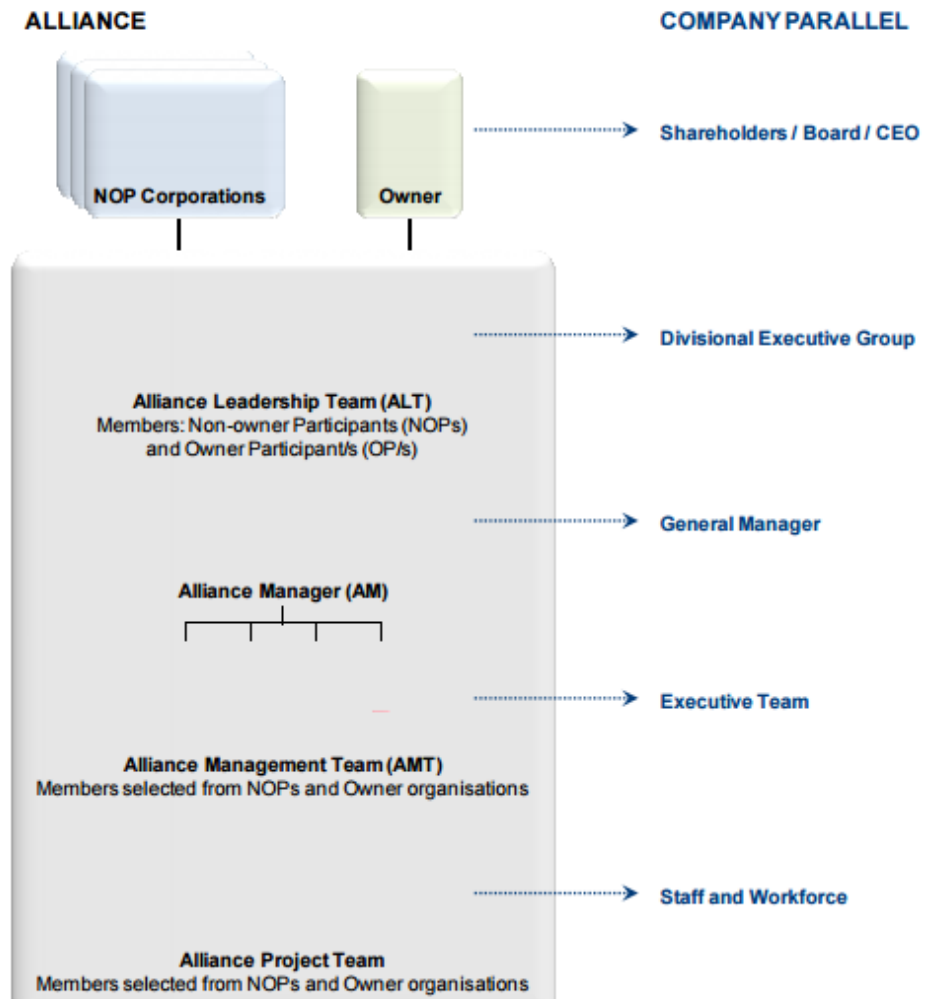 ALLIANCE
COMPANY PARALLEL
NOP Corporations
Owner
Shareholders / Board / CEO
Divisional Executive Group
Alliance Leadership Team (ALT)
Members: Non-owner Participants (NOPs)
and Owner Participant/s (OP/s)
General Manager
Alliance Manager (AM)
Executive Team
Alliance Management Team (AMT)
Members selected from NOPs and Owner organisations
Staff and Workforce
Alliance Project Team
Members selected from NOPs and Owner organisations